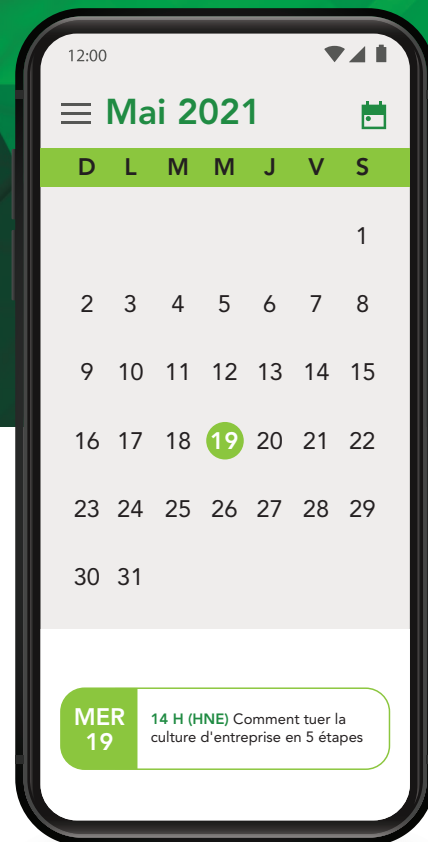 12:00
Mai 2021
D L M M J V S
1
2 3 4 5 6 7 8
9 10 11 12 13 14 15
16 17 18 19 20 21 22
23 24 25 26 27 28 29
30 31
MER
19
14 H (HNE) Comment tuer la
culture d'entreprise en 5 étapes